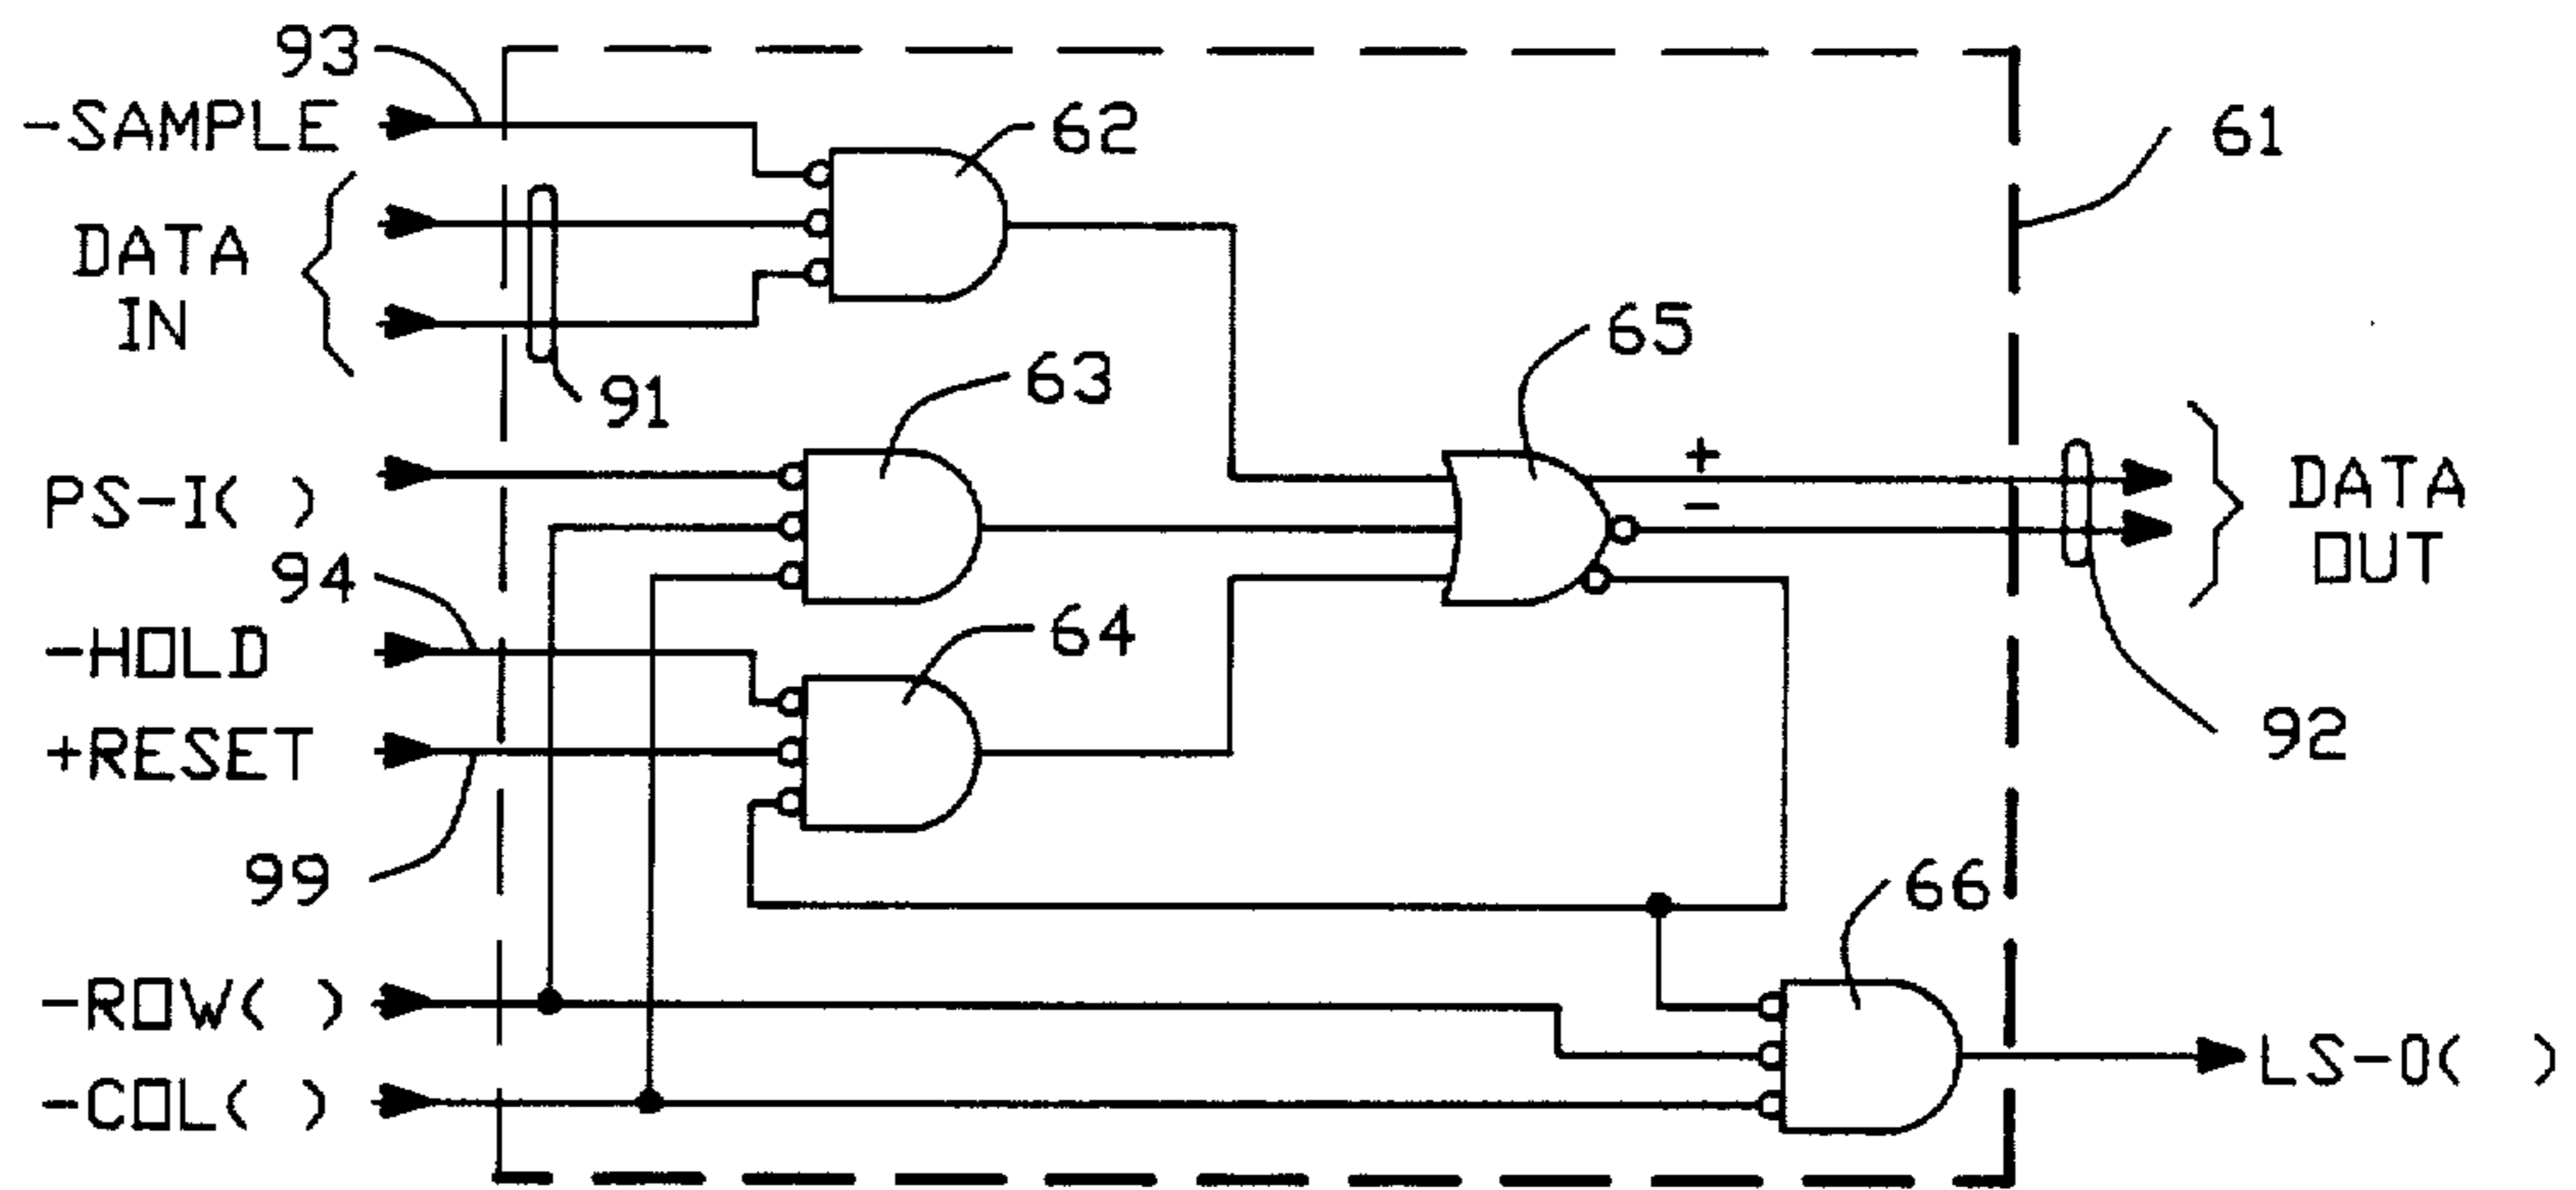 93
-SAMPLE
62
61
DATA
IN
91
63
65
+
-
PS-I( )
DATA
OUT
94
-HOLD
64
+RESET
92
99
66
-ROW( )
-COL( )
LS-O( )